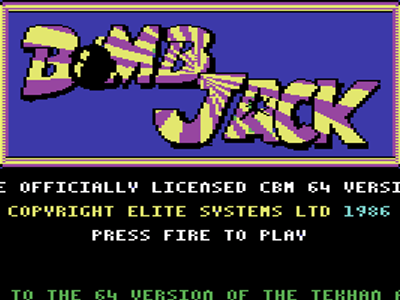 BOMB
JACK
E OFFICIALLY LICENSED CBM 64 VERSI
COPYRIGHT ELITE SYSTEMS LTD 1986
PRESS FIRE TO PLAY
TO THE 64 VERSION OF THE TEKHAN A